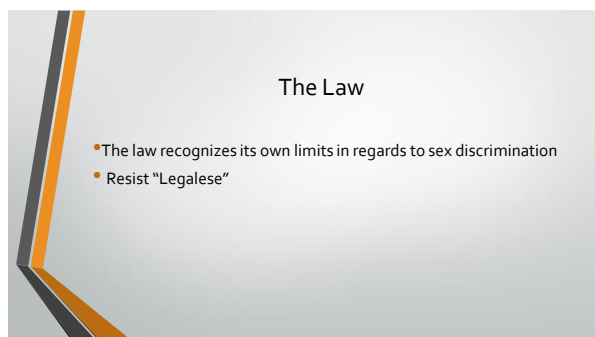 The Law
•The law recognizes its own limits in regards to sex discrimination
• Resist “Legalese”